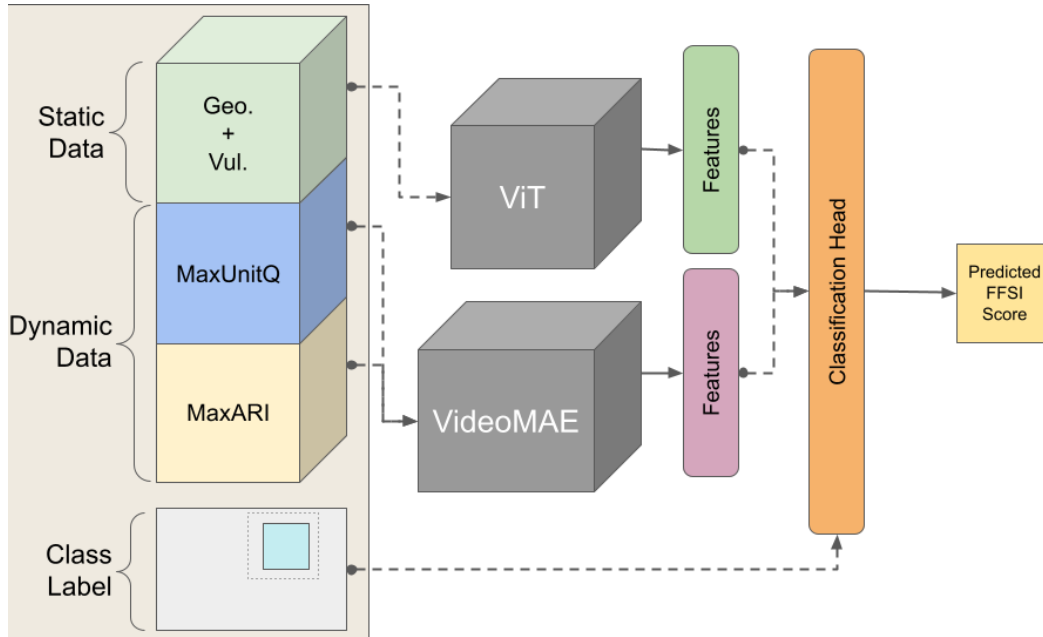 Static
Data
Geo.
+
Vul.
Dynamic
Data
MaxUnitQ
MaxARI
Class
Label
ViT
VideoMAE
Features
Features
Classification Head
Predicted
FFSI
Score